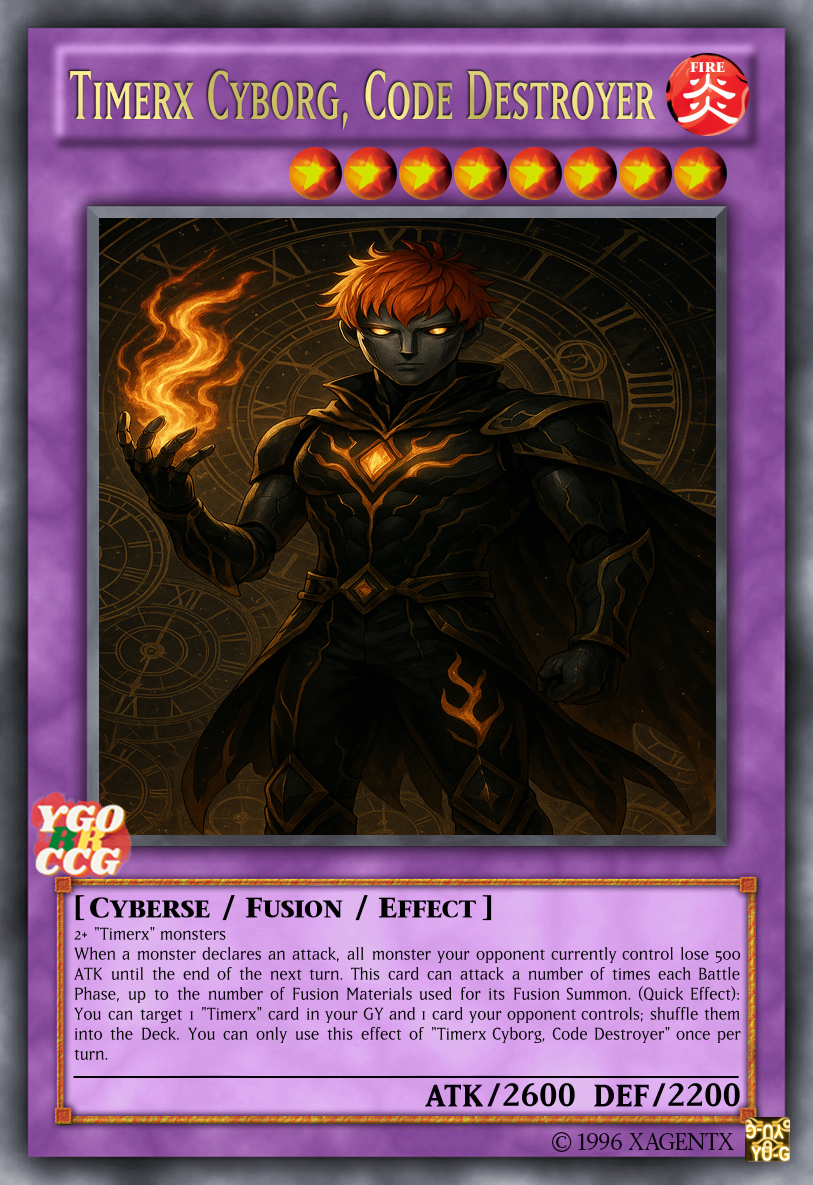 Timerx Cyborg, Code Destroyer
FIRE
炎
YGO
RR
CCG
[ Cyberse / Fusion / Effect ]
2+ "Timerx" monsters
When a monster declares an attack, all monster your opponent currently control lose 500
ATK until the end of the next turn. This card can attack a number of times each Battle
Phase, up to the number of Fusion Materials used for its Fusion Summon. (Quick Effect):
You can target 1 "Timerx" card in your GY and 1 card your opponent controls; shuffle them
into the Deck. You can only use this effect of "Timerx Cyborg, Code Destroyer" once per
turn.
ATK/2600 DEF/2200
© 1996 XAGENTX